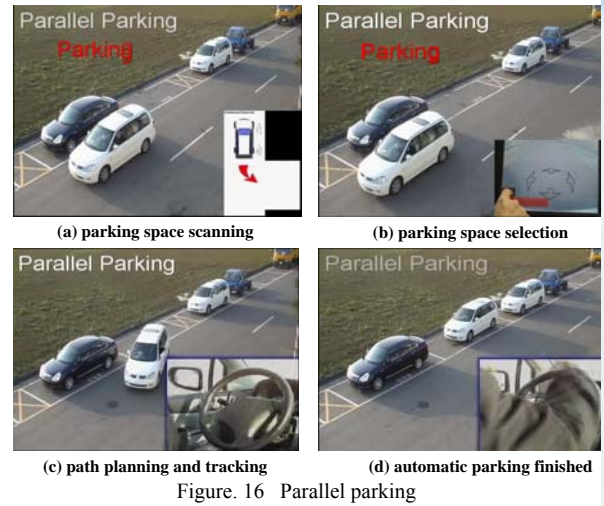 Parallel Parking
Parking
Parallel Parking
Parking
(a) parking space scanning
(b) parking space selection
Parallel Parking
Parallel Parking
(c) path planning and tracking
(d) automatic parking finished
Figure. 16 Parallel parking